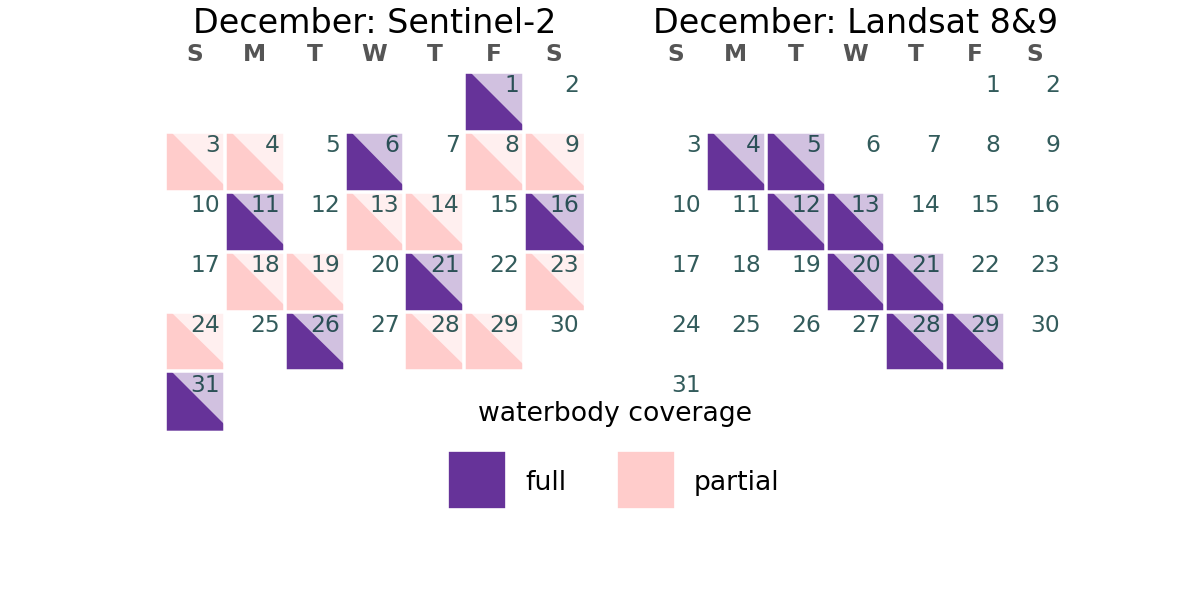 December: Sentinel-2
S M T W T F S
1 2
3 4 5 6 7 8 9
10 11 12 13 14 15 16
17 18 19 20 21 22 23
24 25 26 27 28 29 30
31
December: Landsat 8&9
S M T W T F S
1 2
3 4 5 6 7 8 9
10 11 12 13 14 15 16
17 18 19 20 21 22 23
24 25 26 27 28 29 30
31
waterbody coverage
full partial